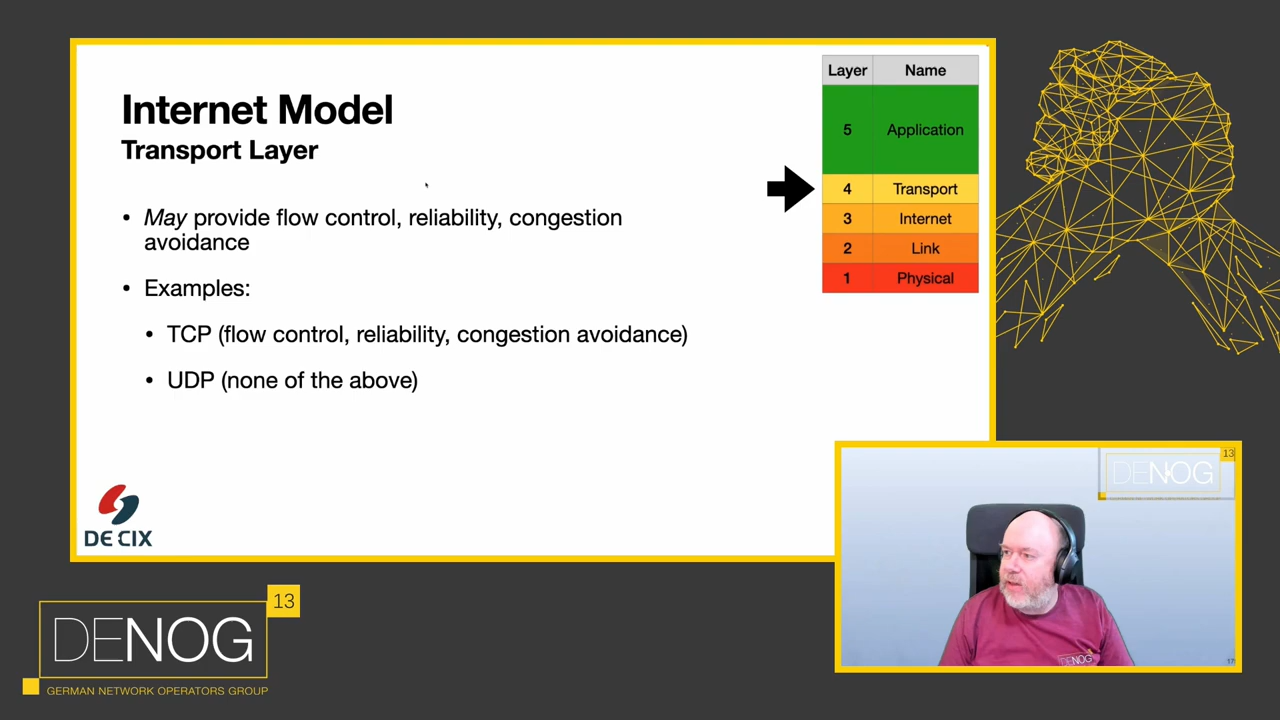 Internet Model
Transport Layer
• May provide flow control, reliability, congestion
avoidance
• Examples:
• TCP (flow control, reliability, congestion avoidance)
• UDP (none of the above)
Layer Name
5 Application
4 Transport
3 Internet
2 Link
1 Physical
DE CIX
DENOG
13
GERMAN NETWORK OPERATORS GROUP
DENOG
13
DENOG
17